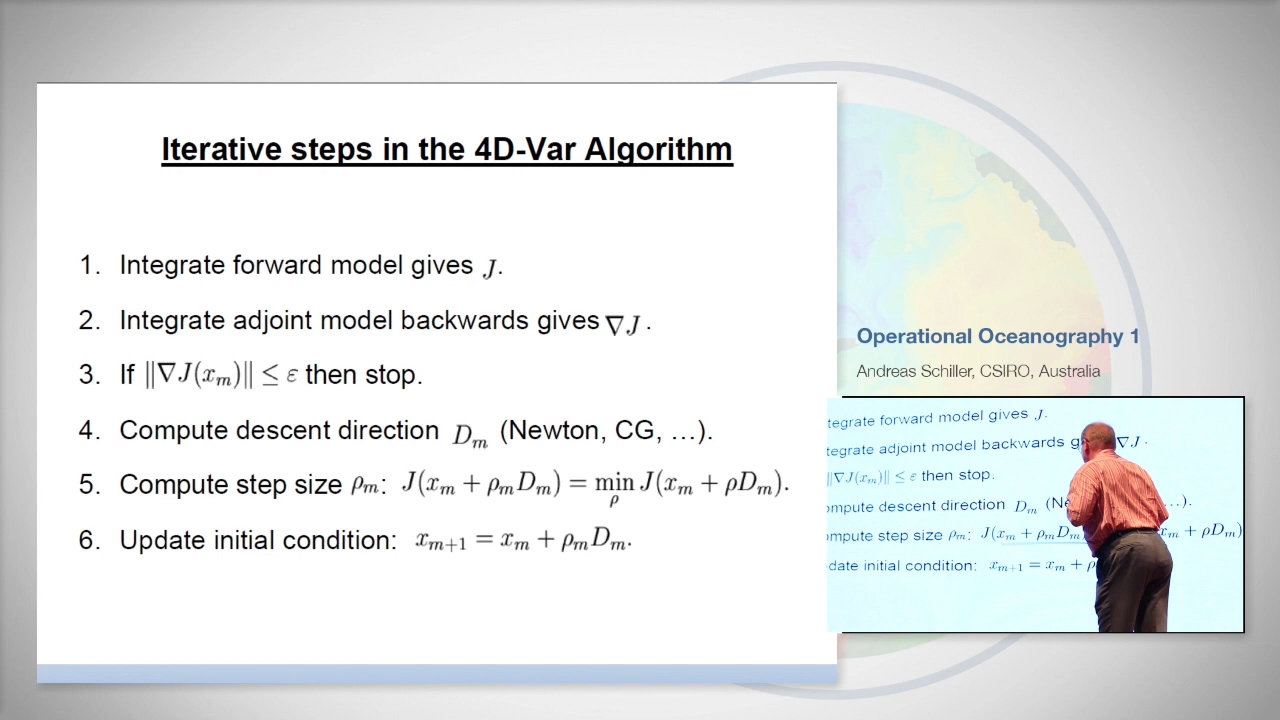 Iterative steps in the 4D-Var Algorithm
1. Integrate forward model gives J.
2. Integrate adjoint model backwards gives ∇J .
3. If ||∇J(xₘ)|| ≤ ε then stop.
4. Compute descent direction Dₘ (Newton, CG, …).
5. Compute step size ρₘ: J(xₘ + ρₘDₘ) = min_ρ J(xₘ + ρDₘ).
6. Update initial condition: xₘ₊₁ = xₘ + ρₘDₘ.
Operational Oceanography 1
Andreas Schiller, CSIRO, Australia
tegrate forward model gives J.
tegrate adjoint model backwards g ∇J .
||∇J(xₘ)|| ≤ ε then stop.
ompute descent direction Dₘ (Ne …).
ompute step size ρₘ: J(xₘ + ρₘDₘ xₘ + ρDₘ)
date initial condition: xₘ₊₁ = xₘ + ρ